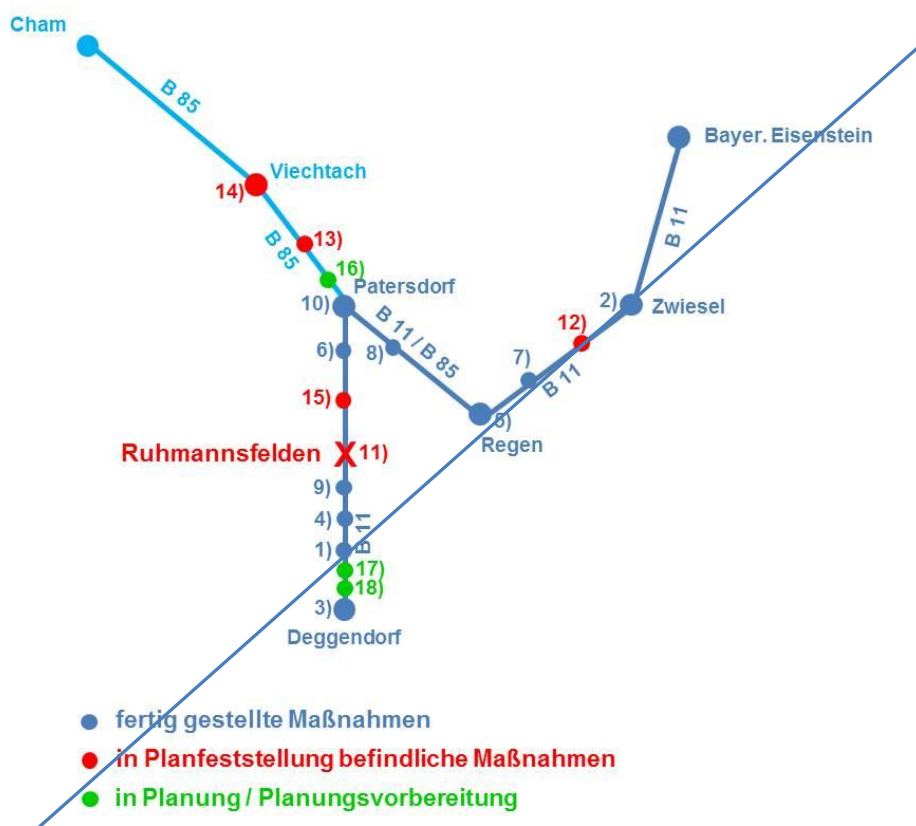 Cham
B 85
Bayer. Eisenstein
Viechtach
14)
B 11
13)
B 85
16)
Patersdorf
10)
2)
Zwiesel
B 11 / B 85
12)
6)
8)
7)
B 11
15)
5)
Regen
Ruhmannsfelden
X
11)
9)
4)
B 11
1)
17)
18)
3)
Deggendorf
fertig gestellte Maßnahmen
in Planfeststellung befindliche Maßnahmen
in Planung / Planungsvorbereitung